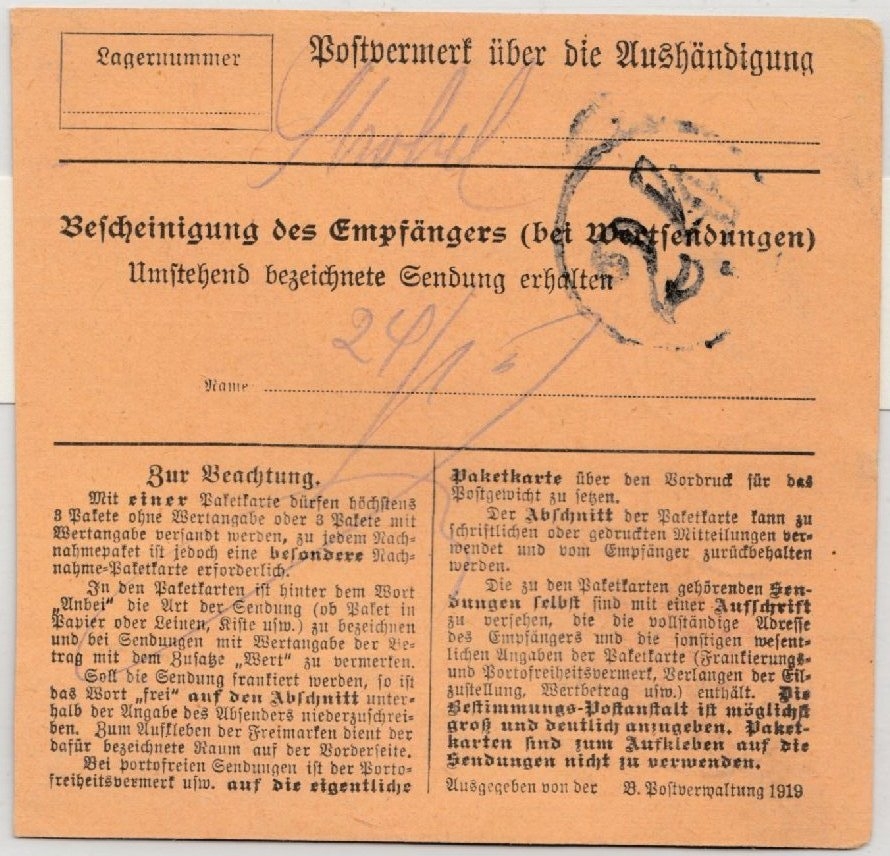 Lagernummer
Postvermerk über die Aushändigung
Bescheinigung des Empfängers (bei Wertsendungen)
Umstehend bezeichnete Sendung erhalten
24/1
Name
Zur Beachtung.
Mit einer Paketkarte dürfen höchstens
3 Pakete ohne Wertangabe oder 3 Pakete mit
Wertangabe versandt werden, zu jedem Nach-
nahmepaket ist jedoch eine besondere Nach-
nahme-Paketkarte erforderlich.
In den Paketkarten ist hinter dem Wort
„Anbei“ die Art der Sendung (ob Paket in
Papier oder Leinen, Kiste usw.) zu bezeichnen
und bei Sendungen mit Wertangabe der Be-
trag mit dem Zusatze „Wert“ zu vermerken.
Soll die Sendung frankiert werden, so ist
das Wort „frei“ auf den Abschnitt unter-
halb der Angabe des Absenders niederzuschrei-
ben. Zum Aufkleben der Freimarken dient der
dafür bezeichnete Raum auf der Vorderseite.
Bei portofreien Sendungen ist der Porto-
freiheitsvermerk usw. auf die eigentliche
Paketkarte über den Vordruck für das
Postgewicht zu setzen.
Der Abschnitt der Paketkarte kann zu
schriftlichen oder gedruckten Mitteilungen ver-
wendet und vom Empfänger zurückbehalten
werden.
Die zu den Paketkarten gehörenden Sen-
dungen selbst sind mit einer Aufschrift
zu versehen, die die vollständige Adresse
des Empfängers und die sonstigen wesent-
lichen Angaben der Paketkarte (Frankierungs-
und Portofreiheitsvermerk, Verlangen der Eil-
zustellung, Wertbetrag usw.) enthält. Die
Bestimmungs-Postanstalt ist möglichst
groß und deutlich anzugeben. Paket-
karten sind zum Aufkleben auf die
Sendungen nicht zu verwenden.
Ausgegeben von der B. Postverwaltung 1919